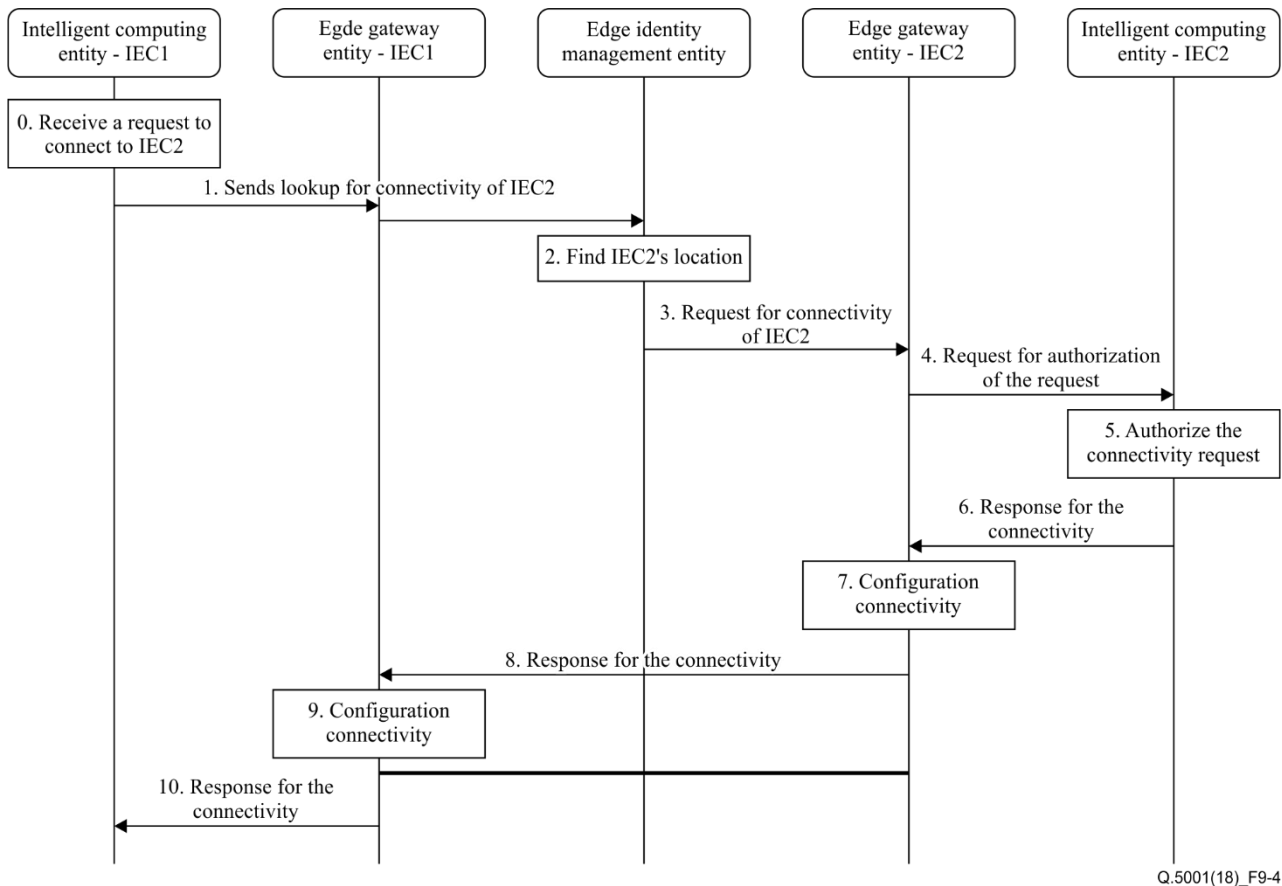 Intelligent computing
entity - IEC1
Egde gateway
entity - IEC1
Edge identity
management entity
Edge gateway
entity - IEC2
Intelligent computing
entity - IEC2
0. Receive a request to
connect to IEC2
1. Sends lookup for connectivity of IEC2
2. Find IEC2's location
3. Request for connectivity
of IEC2
4. Request for authorization
of the request
5. Authorize the
connectivity request
6. Response for the
connectivity
7. Configuration
connectivity
8. Response for the connectivity
9. Configuration
connectivity
10. Response for the
connectivity
Q.5001(18)_F9-4